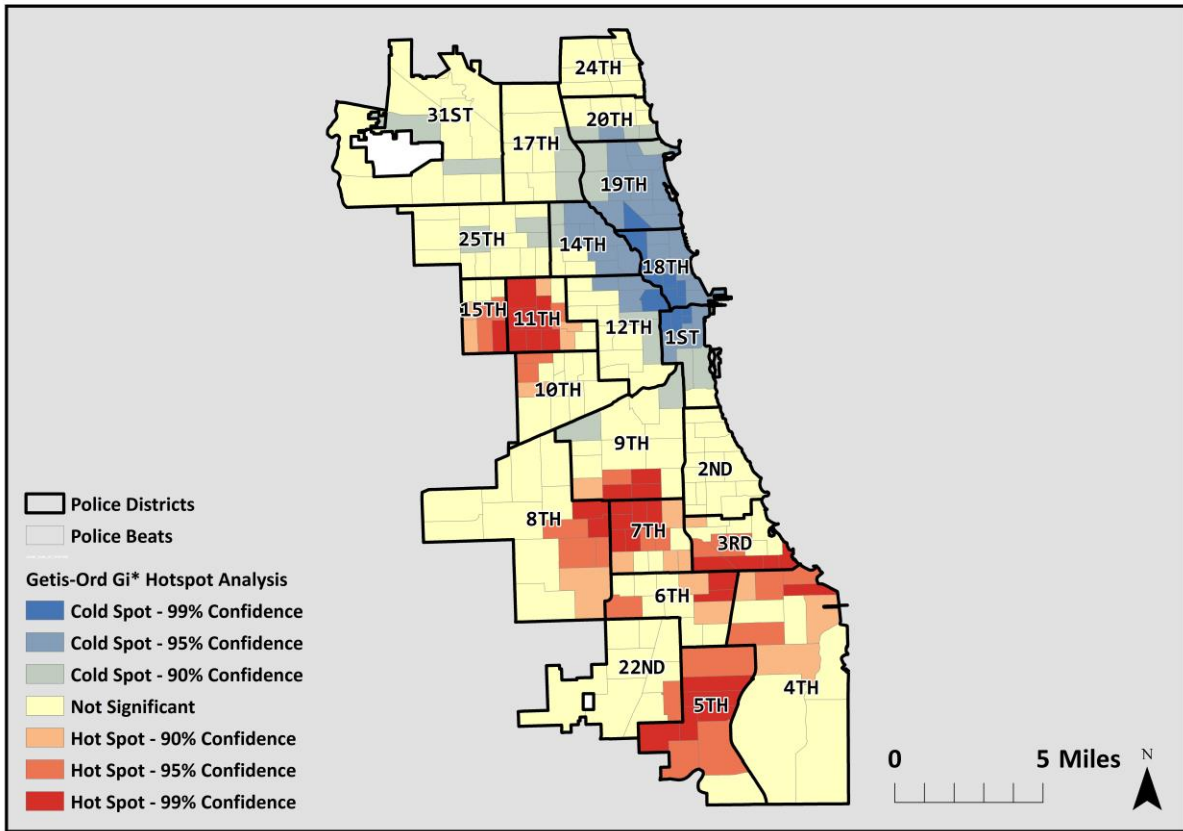 24TH
31ST
20TH
17TH
19TH
25TH
14TH
18TH
15TH
11TH
12TH
1ST
10TH
9TH
2ND
8TH
7TH
3RD
6TH
22ND
5TH
4TH
Police Districts
Police Beats
Getis-Ord Gi* Hotspot Analysis
Cold Spot - 99% Confidence
Cold Spot - 95% Confidence
Cold Spot - 90% Confidence
Not Significant
Hot Spot - 90% Confidence
Hot Spot - 95% Confidence
Hot Spot - 99% Confidence
0 5 Miles
N